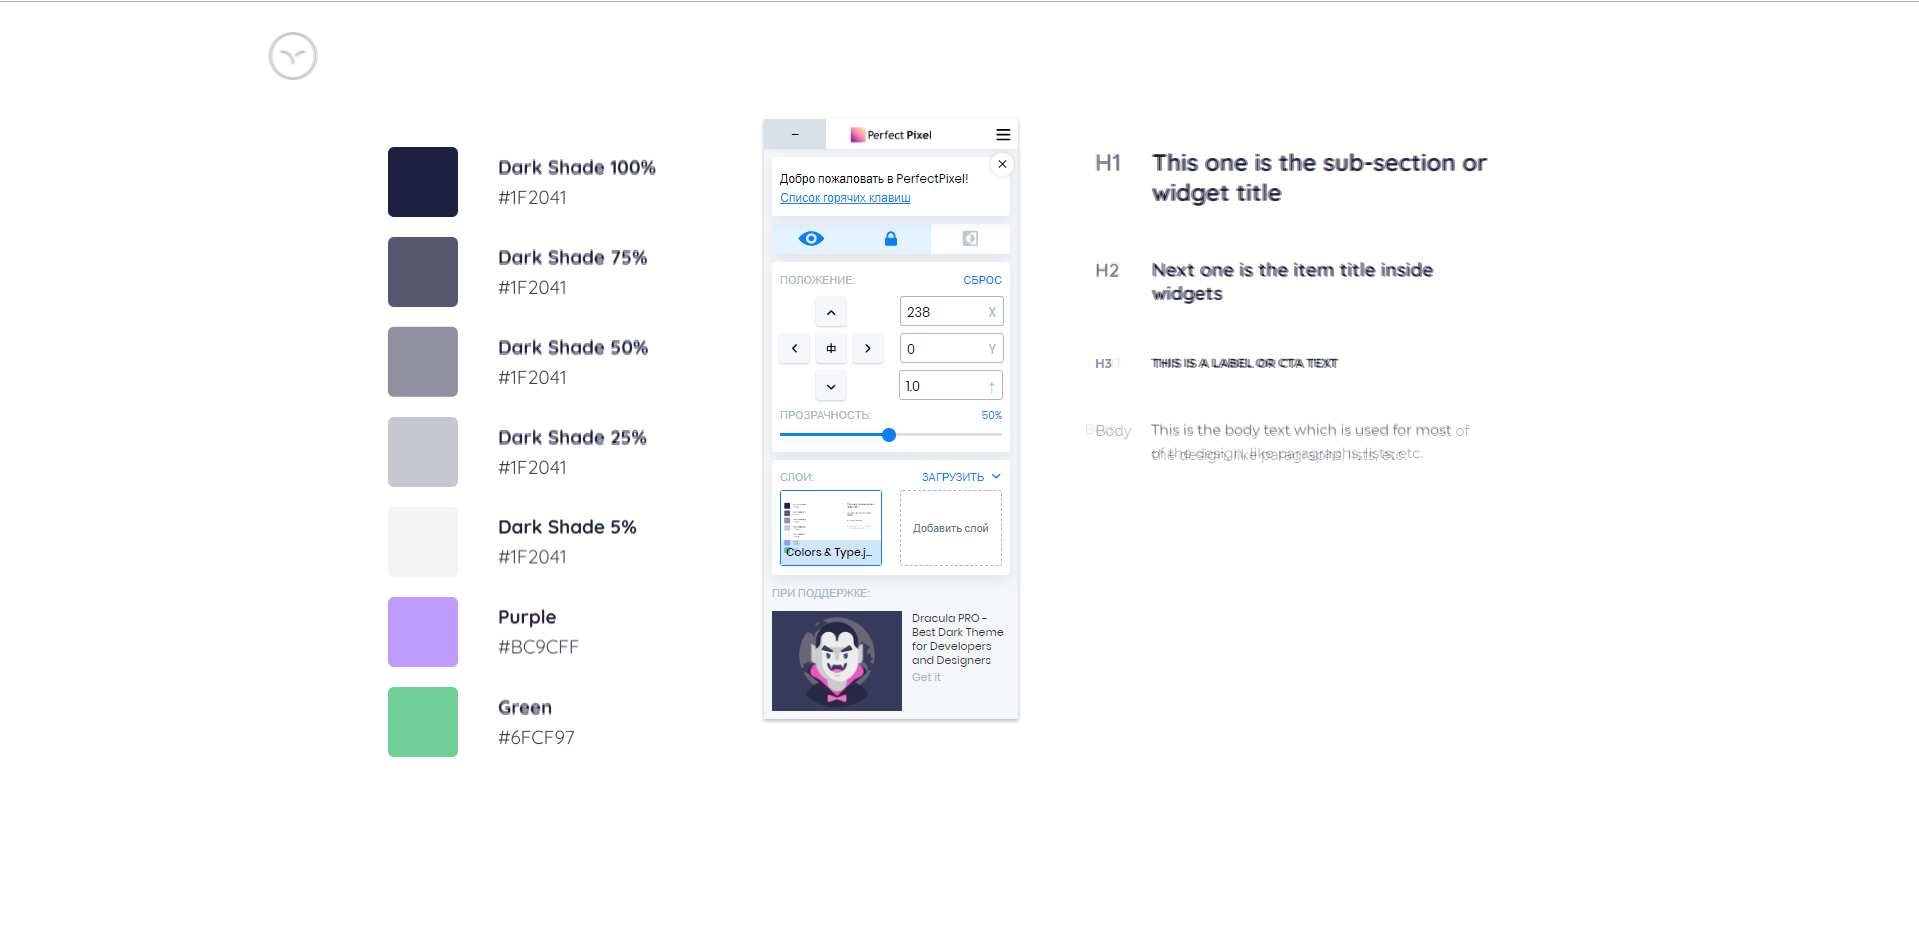 Dark Shade 100%
#1F2041
Dark Shade 75%
#1F2041
Dark Shade 50%
#1F2041
Dark Shade 25%
#1F2041
Dark Shade 5%
#1F2041
Purple
#BC9CFF
Green
#6FCF97
Perfect Pixel
Добро пожаловать в PerfectPixel!
Список горячих клавиш
ПОЛОЖЕНИЕ:
СБРОС
238 X
0 Y
1.0 ↑
ПРОЗРАЧНОСТЬ:
50%
СЛОИ:
ЗАГРУЗИТЬ
Colors & Type.j...
Добавить слой
ПРИ ПОДДЕРЖКЕ:
Dracula PRO -
Best Dark Theme
for Developers
and Designers
Get it
H1
This one is the sub-section or
widget title
H2
Next one is the item title inside
widgets
H3
THIS IS A LABEL OR CTA TEXT
Body
This is the body text which is used for most of
the design, like paragraphs, lists, etc.